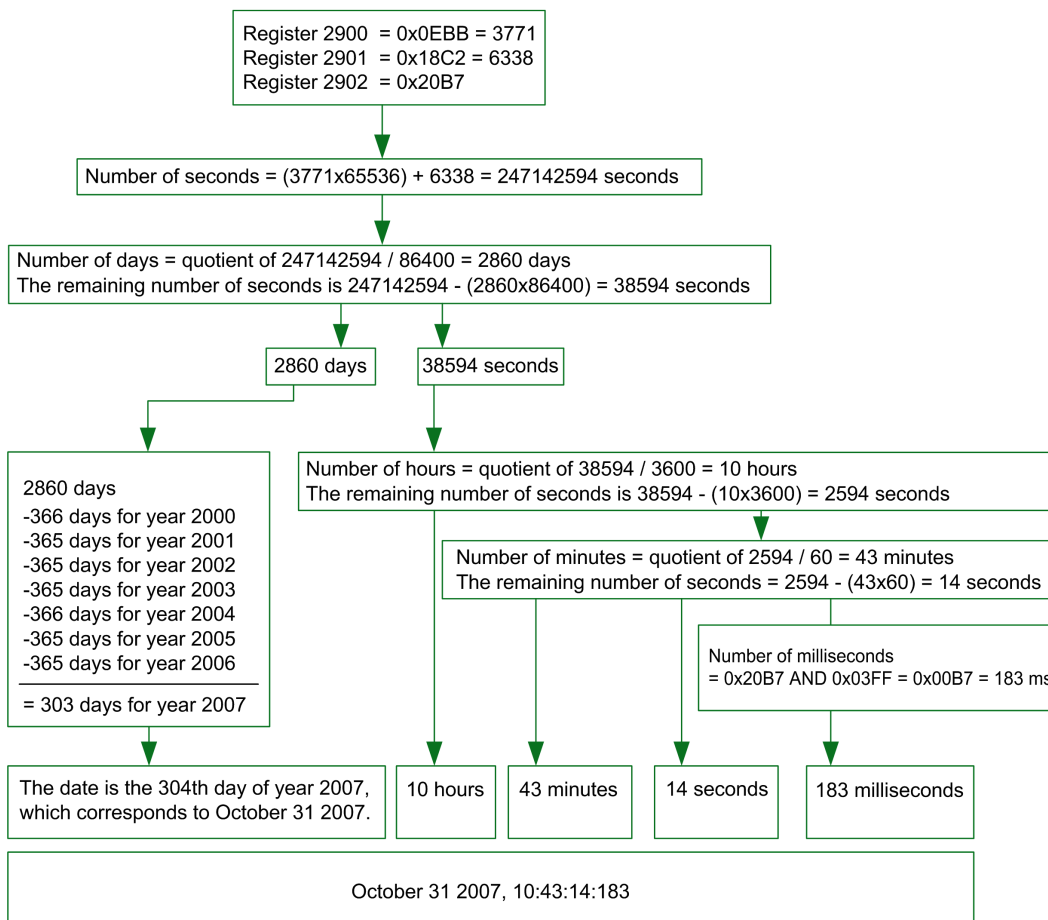 Register 2900 = 0x0EBB = 3771
Register 2901 = 0x18C2 = 6338
Register 2902 = 0x20B7
Number of seconds = (3771x65536) + 6338 = 247142594 seconds
Number of days = quotient of 247142594 / 86400 = 2860 days
The remaining number of seconds is 247142594 - (2860x86400) = 38594 seconds
2860 days
38594 seconds
2860 days
-366 days for year 2000
-365 days for year 2001
-365 days for year 2002
-365 days for year 2003
-366 days for year 2004
-365 days for year 2005
-365 days for year 2006
= 303 days for year 2007
Number of hours = quotient of 38594 / 3600 = 10 hours
The remaining number of seconds is 38594 - (10x3600) = 2594 seconds
Number of minutes = quotient of 2594 / 60 = 43 minutes
The remaining number of seconds = 2594 - (43x60) = 14 seconds
Number of milliseconds
= 0x20B7 AND 0x03FF = 0x00B7 = 183 ms
The date is the 304th day of year 2007,
which corresponds to October 31 2007.
10 hours
43 minutes
14 seconds
183 milliseconds
October 31 2007, 10:43:14:183